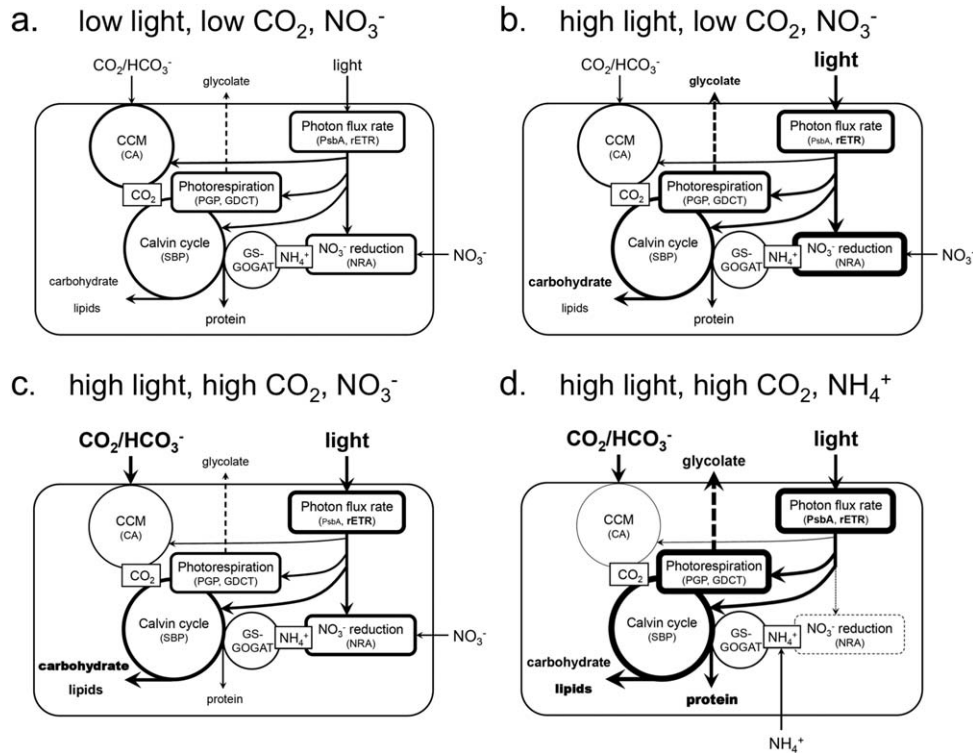 a. low light, low CO₂, NO₃⁻
CO₂/HCO₃⁻
glycolate
light
CCM
(CA)
Photon flux rate
(PsbA, rETR)
CO₂
Photorespiration
(PGP, GDCT)
Calvin cycle
(SBP)
GS-
GOGAT
NH₄⁺
NO₃⁻ reduction
(NRA)
NO₃⁻
carbohydrate
lipids
protein
b. high light, low CO₂, NO₃⁻
CO₂/HCO₃⁻
glycolate
light
CCM
(CA)
Photon flux rate
(PsbA, rETR)
CO₂
Photorespiration
(PGP, GDCT)
Calvin cycle
(SBP)
GS-
GOGAT
NH₄⁺
NO₃⁻ reduction
(NRA)
NO₃⁻
carbohydrate
lipids
protein
c. high light, high CO₂, NO₃⁻
CO₂/HCO₃⁻
glycolate
light
CCM
(CA)
Photon flux rate
(PsbA, rETR)
CO₂
Photorespiration
(PGP, GDCT)
Calvin cycle
(SBP)
GS-
GOGAT
NH₄⁺
NO₃⁻ reduction
(NRA)
NO₃⁻
carbohydrate
lipids
protein
d. high light, high CO₂, NH₄⁺
CO₂/HCO₃⁻
glycolate
light
CCM
(CA)
Photon flux rate
(PsbA, rETR)
CO₂
Photorespiration
(PGP, GDCT)
Calvin cycle
(SBP)
GS-
GOGAT
NH₄⁺
NO₃⁻ reduction
(NRA)
carbohydrate
lipids
protein
NH₄⁺